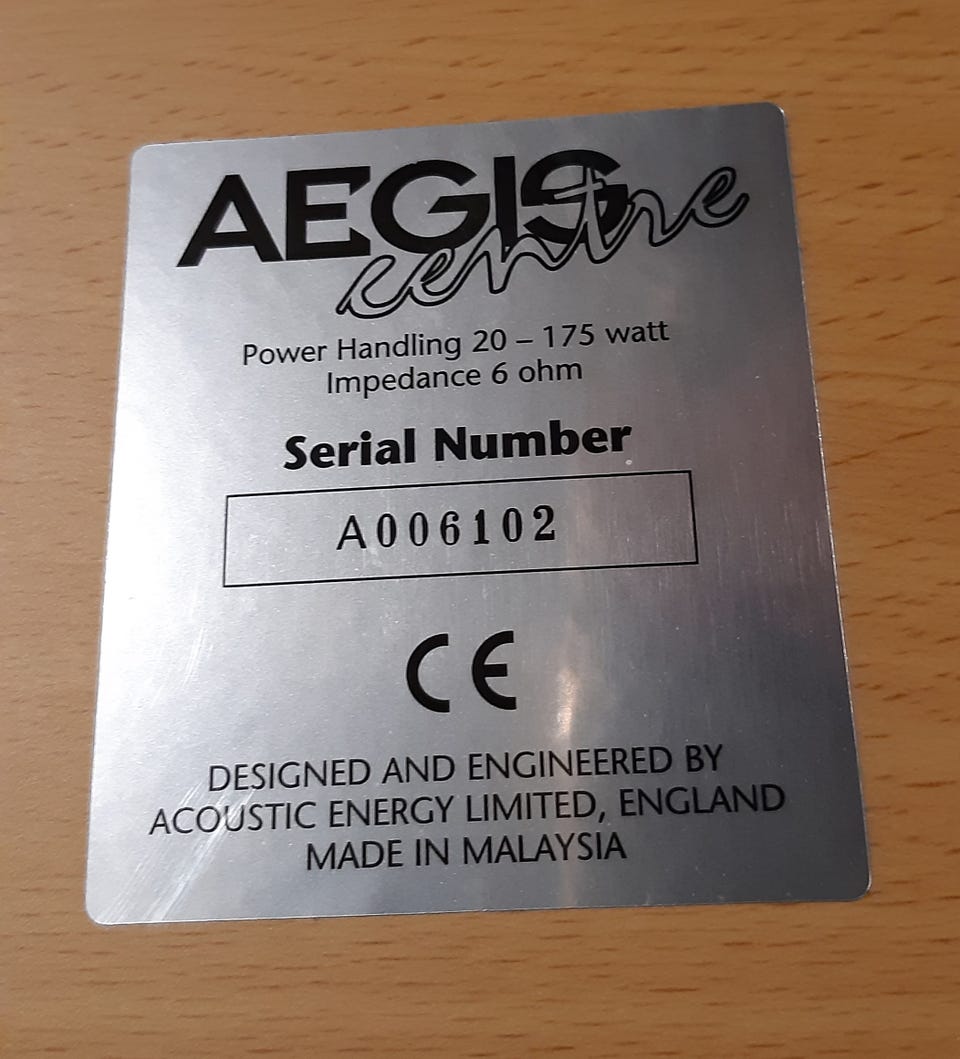 AEGIS
centre
Power Handling 20 – 175 watt
Impedance 6 ohm
Serial Number
A006102
CE
DESIGNED AND ENGINEERED BY
ACOUSTIC ENERGY LIMITED, ENGLAND
MADE IN MALAYSIA